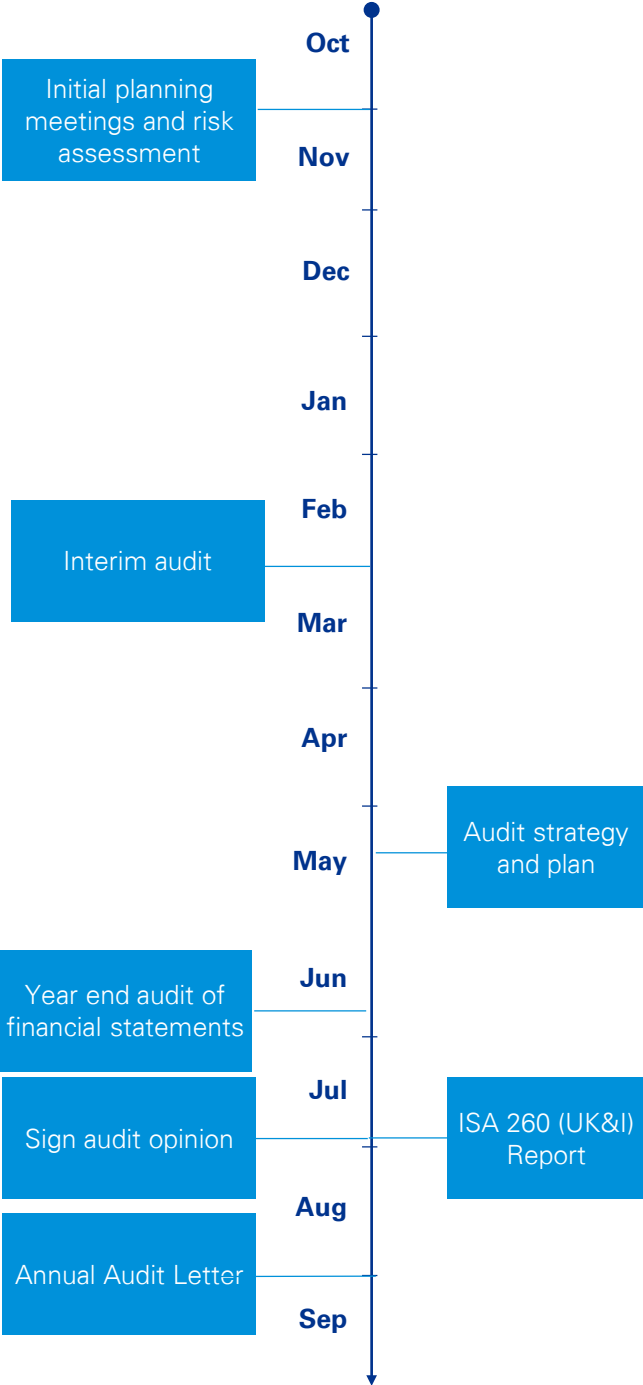 Oct
Initial planning
meetings and risk
assessment
Nov
Dec
Jan
Feb
Interim audit
Mar
Apr
Audit strategy
and plan
May
Jun
Year end audit of
financial statements
Jul
Sign audit opinion
ISA 260 (UK&I)
Report
Aug
Annual Audit Letter
Sep